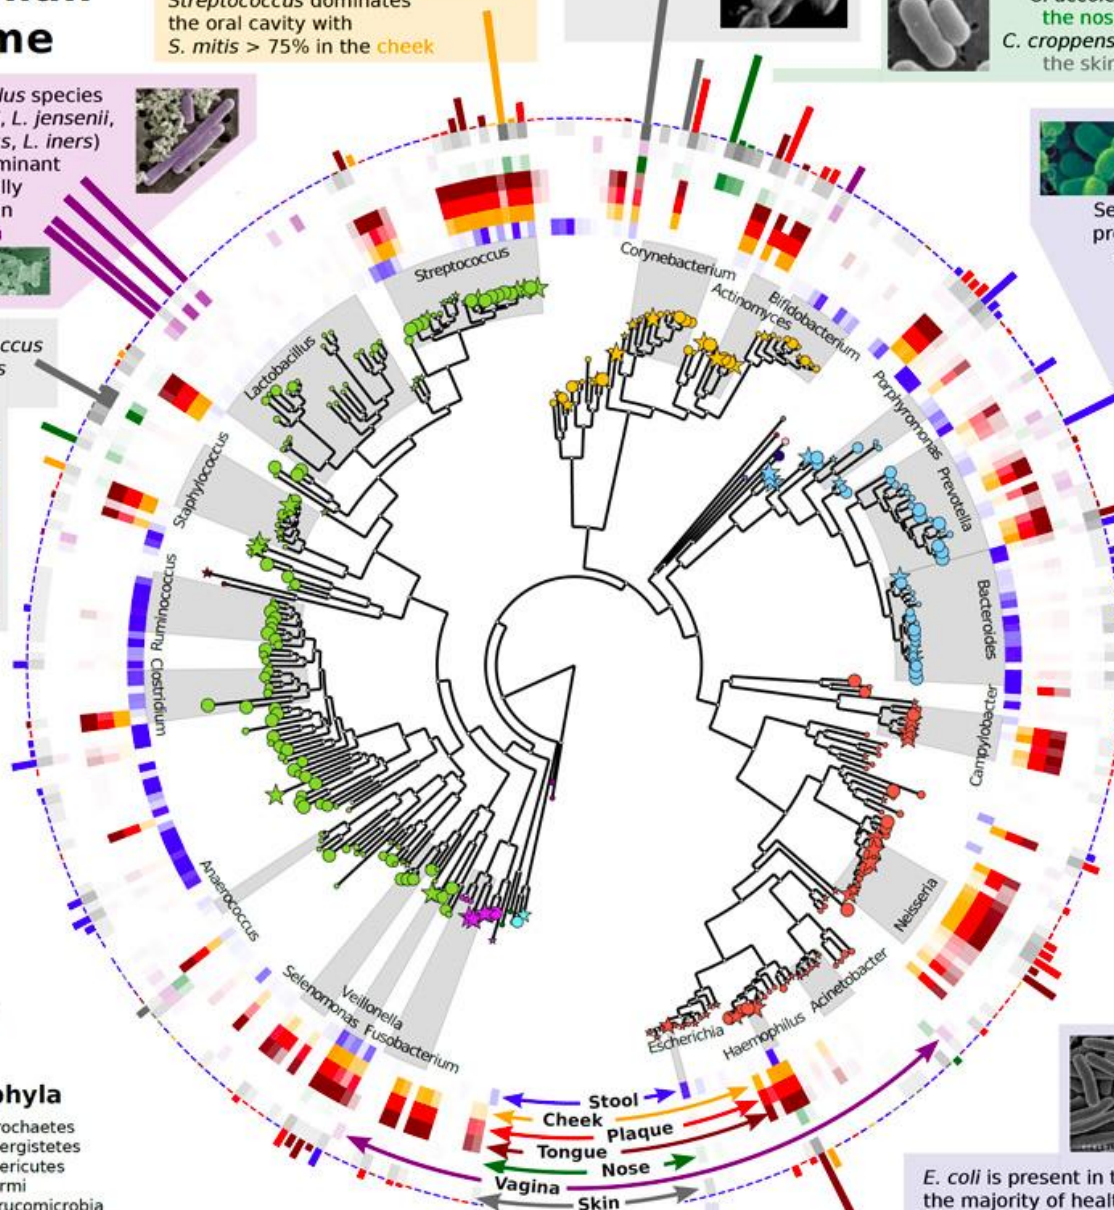 me
Streptococcus dominates
the oral cavity with
S. mitis > 75% in the cheek
the nos
C. croppens
the skin
lus species
, L. jensenii,
s, L. iners)
minant
lly
n
Se
pr
ccus
s
Streptococcus
Corynebacterium
Actinomyces
Bifidobacterium
Lactobacillus
Porphyromonas
Prevotella
Staphylococcus
Ruminococcus
Bacteroides
Clostridium
Campylobacter
Anaerococcus
Neisseria
Selenomonas
Veillonella
Fusobacterium
Acinetobacter
Haemophilus
Escherichia
Stool
Cheek
Plaque
Tongue
Nose
Vagina
Skin
phyla
ochaetes
ergistetes
ericutes
rmi
rucomicrobia
E. coli is present in t
the majority of heal